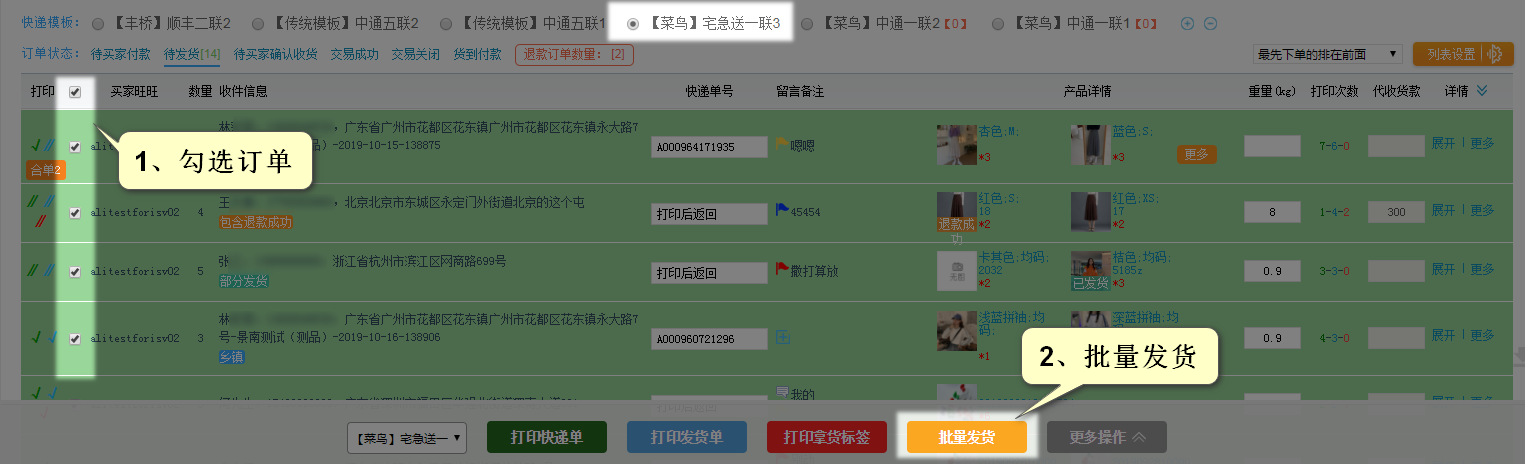 快递模板: 【丰桥】顺丰二联2 【传统模板】中通五联2 【传统模板】中通五联1 【菜鸟】宅急送一联3 【菜鸟】中通一联2【0】 【菜鸟】中通一联1【0】
订单状态: 待买家付款 待发货[14] 待买家确认收货 交易成功 交易关闭 货到付款 退款订单数量: [2] 最先下单的排在前面 列表设置
打印 买家旺旺 数量 收件信息 快递单号 留言备注 产品详情 重量(kg) 打印次数 代收货款 详情
林 ,广东省广州市花都区花东镇广州市花都区花东镇永大路7
品）-2019-10-15-138875
合单2
A000964171935
嗯嗯
杏色;M;
*3
蓝色;S;
*3
更多
7-6-0
展开 | 更多
1、勾选订单
alitestforisv02 4
王 ,北京北京市东城区永定门外街道北京的这个屯
包含退款成功
打印后返回
45454
红色;S;
18
*2
退款成
功
红色;XS;
17
*2
8
1-4-2
300
展开 | 更多
alitestforisv02 5
张 浙江省杭州市滨江区网商路699号
部分发货
打印后返回
撒打算放
卡其色;均码;
2032
*2
桔色;均码;
5185z
*3
已发货
0.9
3-3-0
展开 | 更多
alitestforisv02 3
林 ,广东省广州市花都区花东镇广州市花都区花东镇永大路7
号-景南测试（测品）-2019-10-16-138906
乡镇
A000960721296
浅蓝拼袖;均
码;
*1
深蓝拼袖;均
0.9
4-3-0
展开 | 更多
2、批量发货
我的
【菜鸟】宅急送一 打印快递单 打印发货单 打印拿货标签 批量发货 更多操作